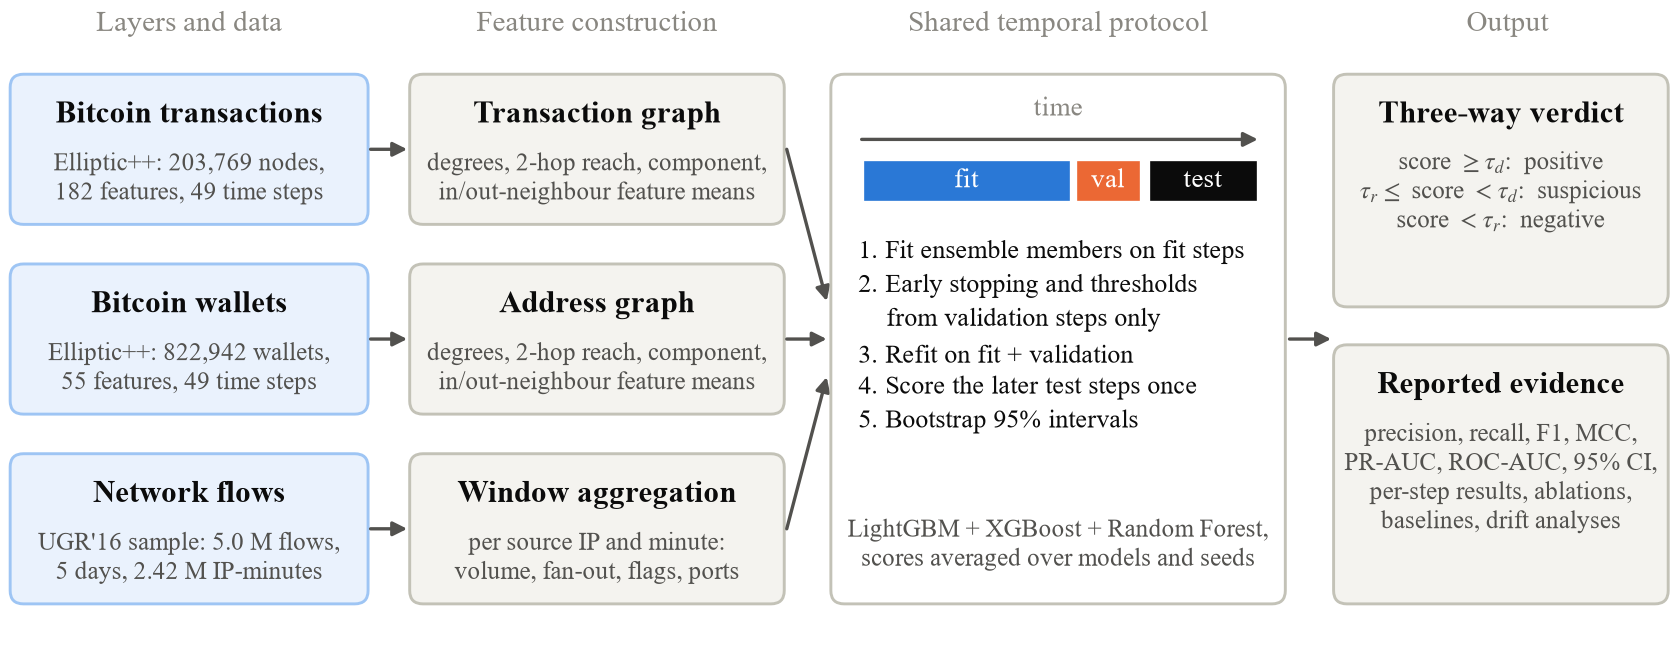 Layers and data
Feature construction
Shared temporal protocol
Output
Bitcoin transactions
Elliptic++: 203,769 nodes,
182 features, 49 time steps
Bitcoin wallets
Elliptic++: 822,942 wallets,
55 features, 49 time steps
Network flows
UGR'16 sample: 5.0 M flows,
5 days, 2.42 M IP-minutes
Transaction graph
degrees, 2-hop reach, component,
in/out-neighbour feature means
Address graph
degrees, 2-hop reach, component,
in/out-neighbour feature means
Window aggregation
per source IP and minute:
volume, fan-out, flags, ports
time
fit val test
1. Fit ensemble members on fit steps
2. Early stopping and thresholds
from validation steps only
3. Refit on fit + validation
4. Score the later test steps once
5. Bootstrap 95% intervals
LightGBM + XGBoost + Random Forest,
scores averaged over models and seeds
Three-way verdict
score ≥ τd: positive
τr ≤ score < τd: suspicious
score < τr: negative
Reported evidence
precision, recall, F1, MCC,
PR-AUC, ROC-AUC, 95% CI,
per-step results, ablations,
baselines, drift analyses